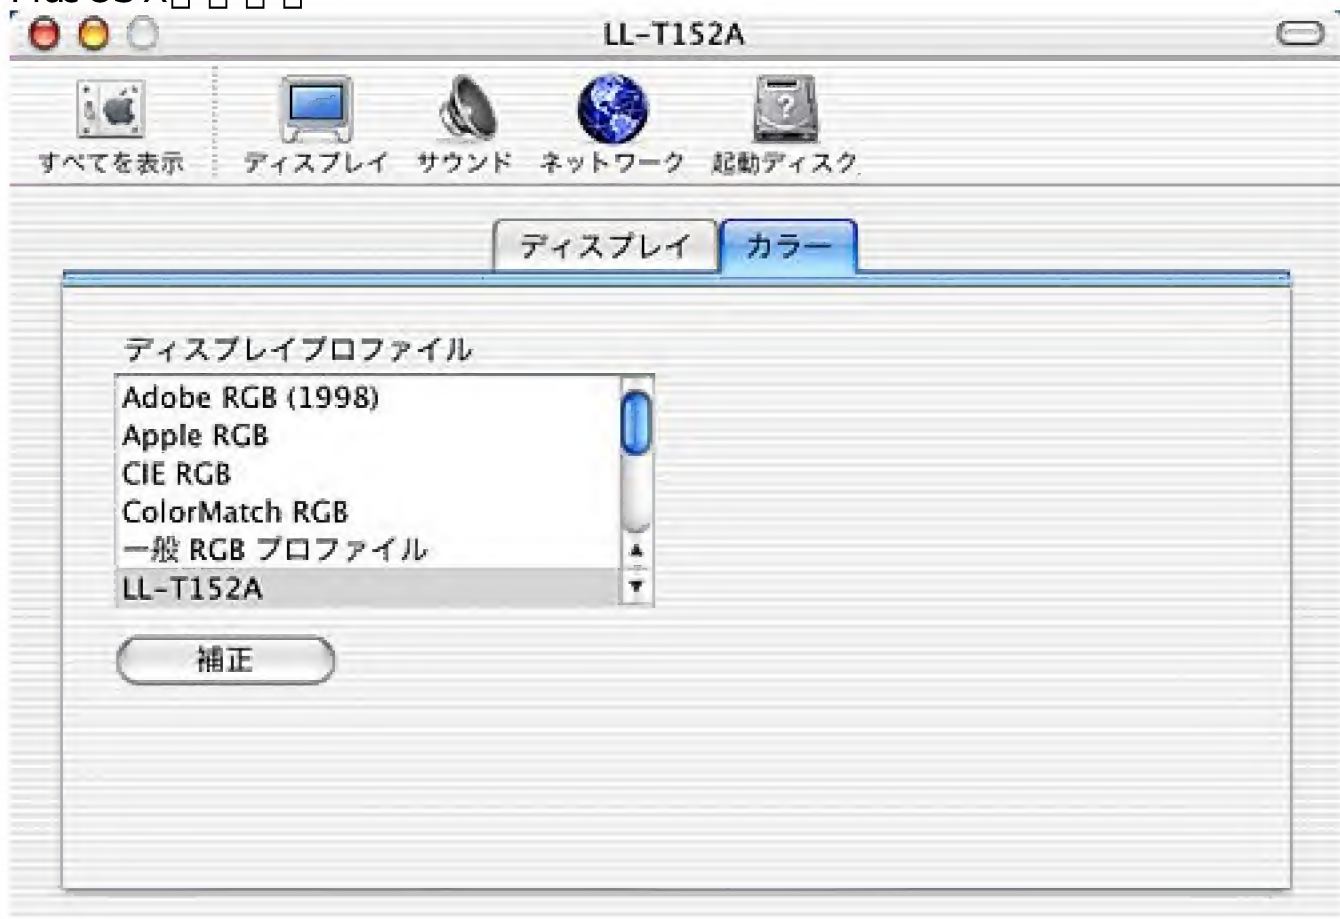 LL-T152A
すべてを表示 ディスプレイ サウンド ネットワーク 起動ディスク
ディスプレイ カラー
ディスプレイプロファイル
Adobe RGB (1998)
Apple RGB
CIE RGB
ColorMatch RGB
一般 RGB プロファイル
LL-T152A
補正